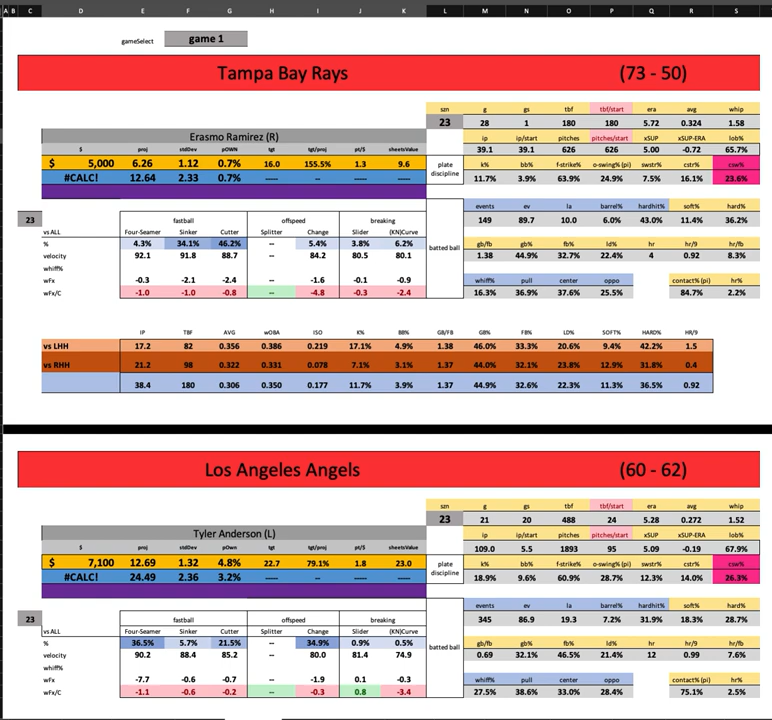 A B C D E F G H I J K L M N O P Q R S
gameSelect game 1
Tampa Bay Rays (73 - 50)
szn g gs tbf tbf/start era avg whip
23 28 1 180 180 5.72 0.324 1.58
Erasmo Ramirez (R) ip ip/start pitches pitches/start xSUP xSUP-ERA lob%
$ proj stdDev pOWN tgt tgt/proj pt/$ sheetsValue 39.1 39.1 626 626 5.00 -0.72 65.7%
$ 5,000 6.26 1.12 0.7% 16.0 155.5% 1.3 9.6 plate discipline k% bb% f-strike% o-swing% (pi) swstr% cstr% csw%
#CALC! 12.64 2.33 0.7% ---- -- -- ---- 11.7% 3.9% 63.9% 24.9% 7.5% 16.1% 23.6%
events ev la barrel% hardhit% soft% hard%
23 fastball offspeed breaking 149 89.7 10.0 6.0% 43.0% 11.4% 36.2%
vs ALL Four-Seamer Sinker Cutter Splitter Change Slider (KN)Curve
% 4.3% 34.1% 46.2% -- 5.4% 3.8% 6.2% batted ball gb/fb gb% fb% ld% hr hr/9 hr/fb
velocity 92.1 91.8 88.7 -- 84.2 80.5 80.1 1.38 44.9% 32.7% 22.4% 4 0.92 8.3%
whiff%
wFx -0.3 -2.1 -2.4 -1.6 -0.1 -0.9 whiff% pull center oppo contact% (pi) hr%
wFx/C -1.0 -1.0 -0.8 -- -4.8 -0.3 -2.4 16.3% 36.9% 37.6% 25.5% 84.7% 2.2%
IP TBF AVG wOBA ISO K% BB% GB/FB GB% FB% LD% SOFT% HARD% HR/9
vs LHH 17.2 82 0.356 0.386 0.219 17.1% 4.9% 1.38 46.0% 33.3% 20.6% 9.4% 42.2% 1.5
vs RHH 21.2 98 0.322 0.331 0.078 7.1% 3.1% 1.37 44.0% 32.1% 23.8% 12.9% 31.8% 0.4
38.4 180 0.306 0.350 0.177 11.7% 3.9% 1.37 44.9% 32.6% 22.3% 11.3% 36.5% 0.92
Los Angeles Angels (60 - 62)
szn g gs tbf tbf/start era avg whip
23 21 20 488 24 5.28 0.272 1.52
Tyler Anderson (L) ip ip/start pitches pitches/start xSUP xSUP-ERA lob%
$ proj stdDev pOwn tgt tgt/proj pt/$ sheetsValue 109.0 5.5 1893 95 5.09 -0.19 67.9%
$ 7,100 12.69 1.32 4.8% 22.7 79.1% 1.8 23.0 plate discipline k% bb% f-strike% o-swing% (pi) swstr% cstr% csw%
#CALC! 24.49 2.36 3.2% ---- -- -- ---- 18.9% 9.6% 60.9% 28.7% 12.3% 14.0% 26.3%
events ev la barrel% hardhit% soft% hard%
23 fastball offspeed breaking 345 86.9 19.3 7.2% 31.9% 18.3% 28.7%
vs ALL Four-Seamer Sinker Cutter Splitter Change Slider (KN)Curve
% 36.5% 5.7% 21.5% -- 34.9% 0.9% 0.5% batted ball gb/fb gb% fb% ld% hr hr/9 hr/fb
velocity 90.2 88.4 85.2 -- 80.0 81.4 74.9 0.69 32.1% 46.5% 21.4% 12 0.99 7.6%
whiff%
wFx -7.7 -0.6 -0.7 -1.9 0.1 -0.3 whiff% pull center oppo contact% (pi) hr%
wFx/C -1.1 -0.6 -0.2 -- -0.3 0.8 -3.4 27.5% 38.6% 33.0% 28.4% 75.1% 2.5%